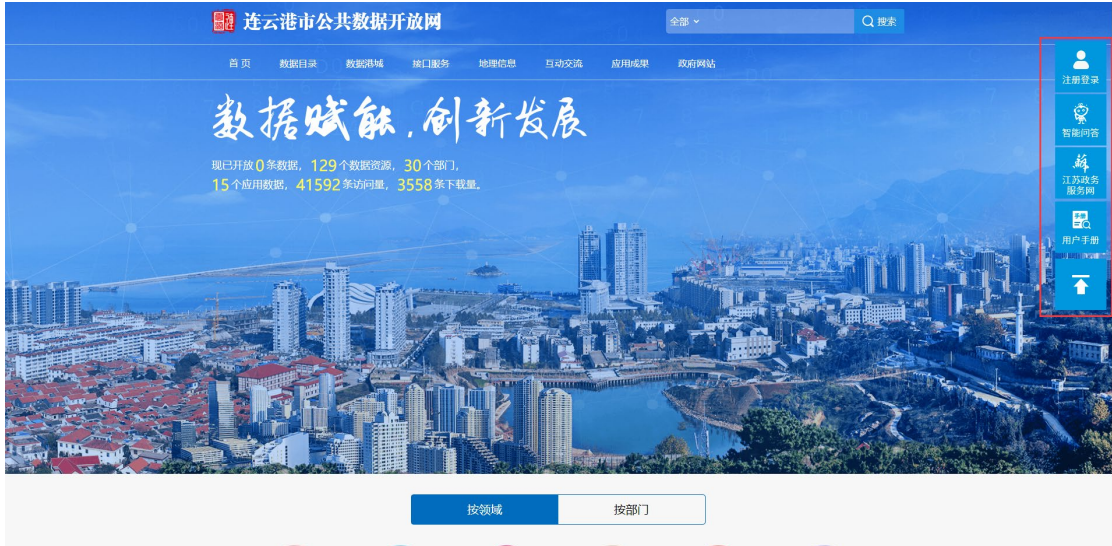 连云港市公共数据开放网
全部
搜索
首页 数据目录 数据港城 接口服务 地理信息 互动交流 应用成果 政府网站
数据赋能，创新发展
现已开放0条数据，129个数据资源，30个部门，
15个应用数据，41592条访问量，3558条下载量。
注册登录
智能问答
江苏政务
服务网
手册
用户手册
按领域 按部门